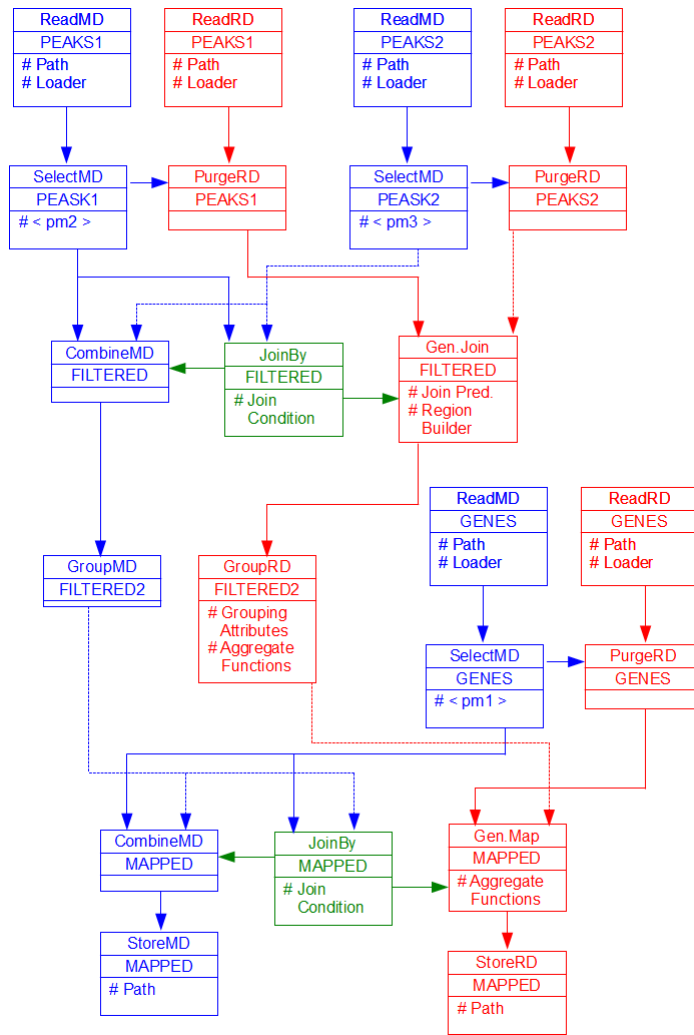 ReadMD
PEAKS1
# Path
# Loader
ReadRD
PEAKS1
# Path
# Loader
ReadMD
PEAKS2
# Path
# Loader
ReadRD
PEAKS2
# Path
# Loader
SelectMD
PEASK1
# < pm2 >
PurgeRD
PEAKS1
SelectMD
PEASK2
# < pm3 >
PurgeRD
PEAKS2
CombineMD
FILTERED
JoinBy
FILTERED
# Join
Condition
Gen.Join
FILTERED
# Join Pred.
# Region
Builder
ReadMD
GENES
# Path
# Loader
ReadRD
GENES
# Path
# Loader
GroupMD
FILTERED2
GroupRD
FILTERED2
# Grouping
Attributes
# Aggregate
Functions
SelectMD
GENES
# < pm1 >
PurgeRD
GENES
CombineMD
MAPPED
JoinBy
MAPPED
# Join
Condition
Gen.Map
MAPPED
# Aggregate
Functions
StoreMD
MAPPED
# Path
StoreRD
MAPPED
# Path